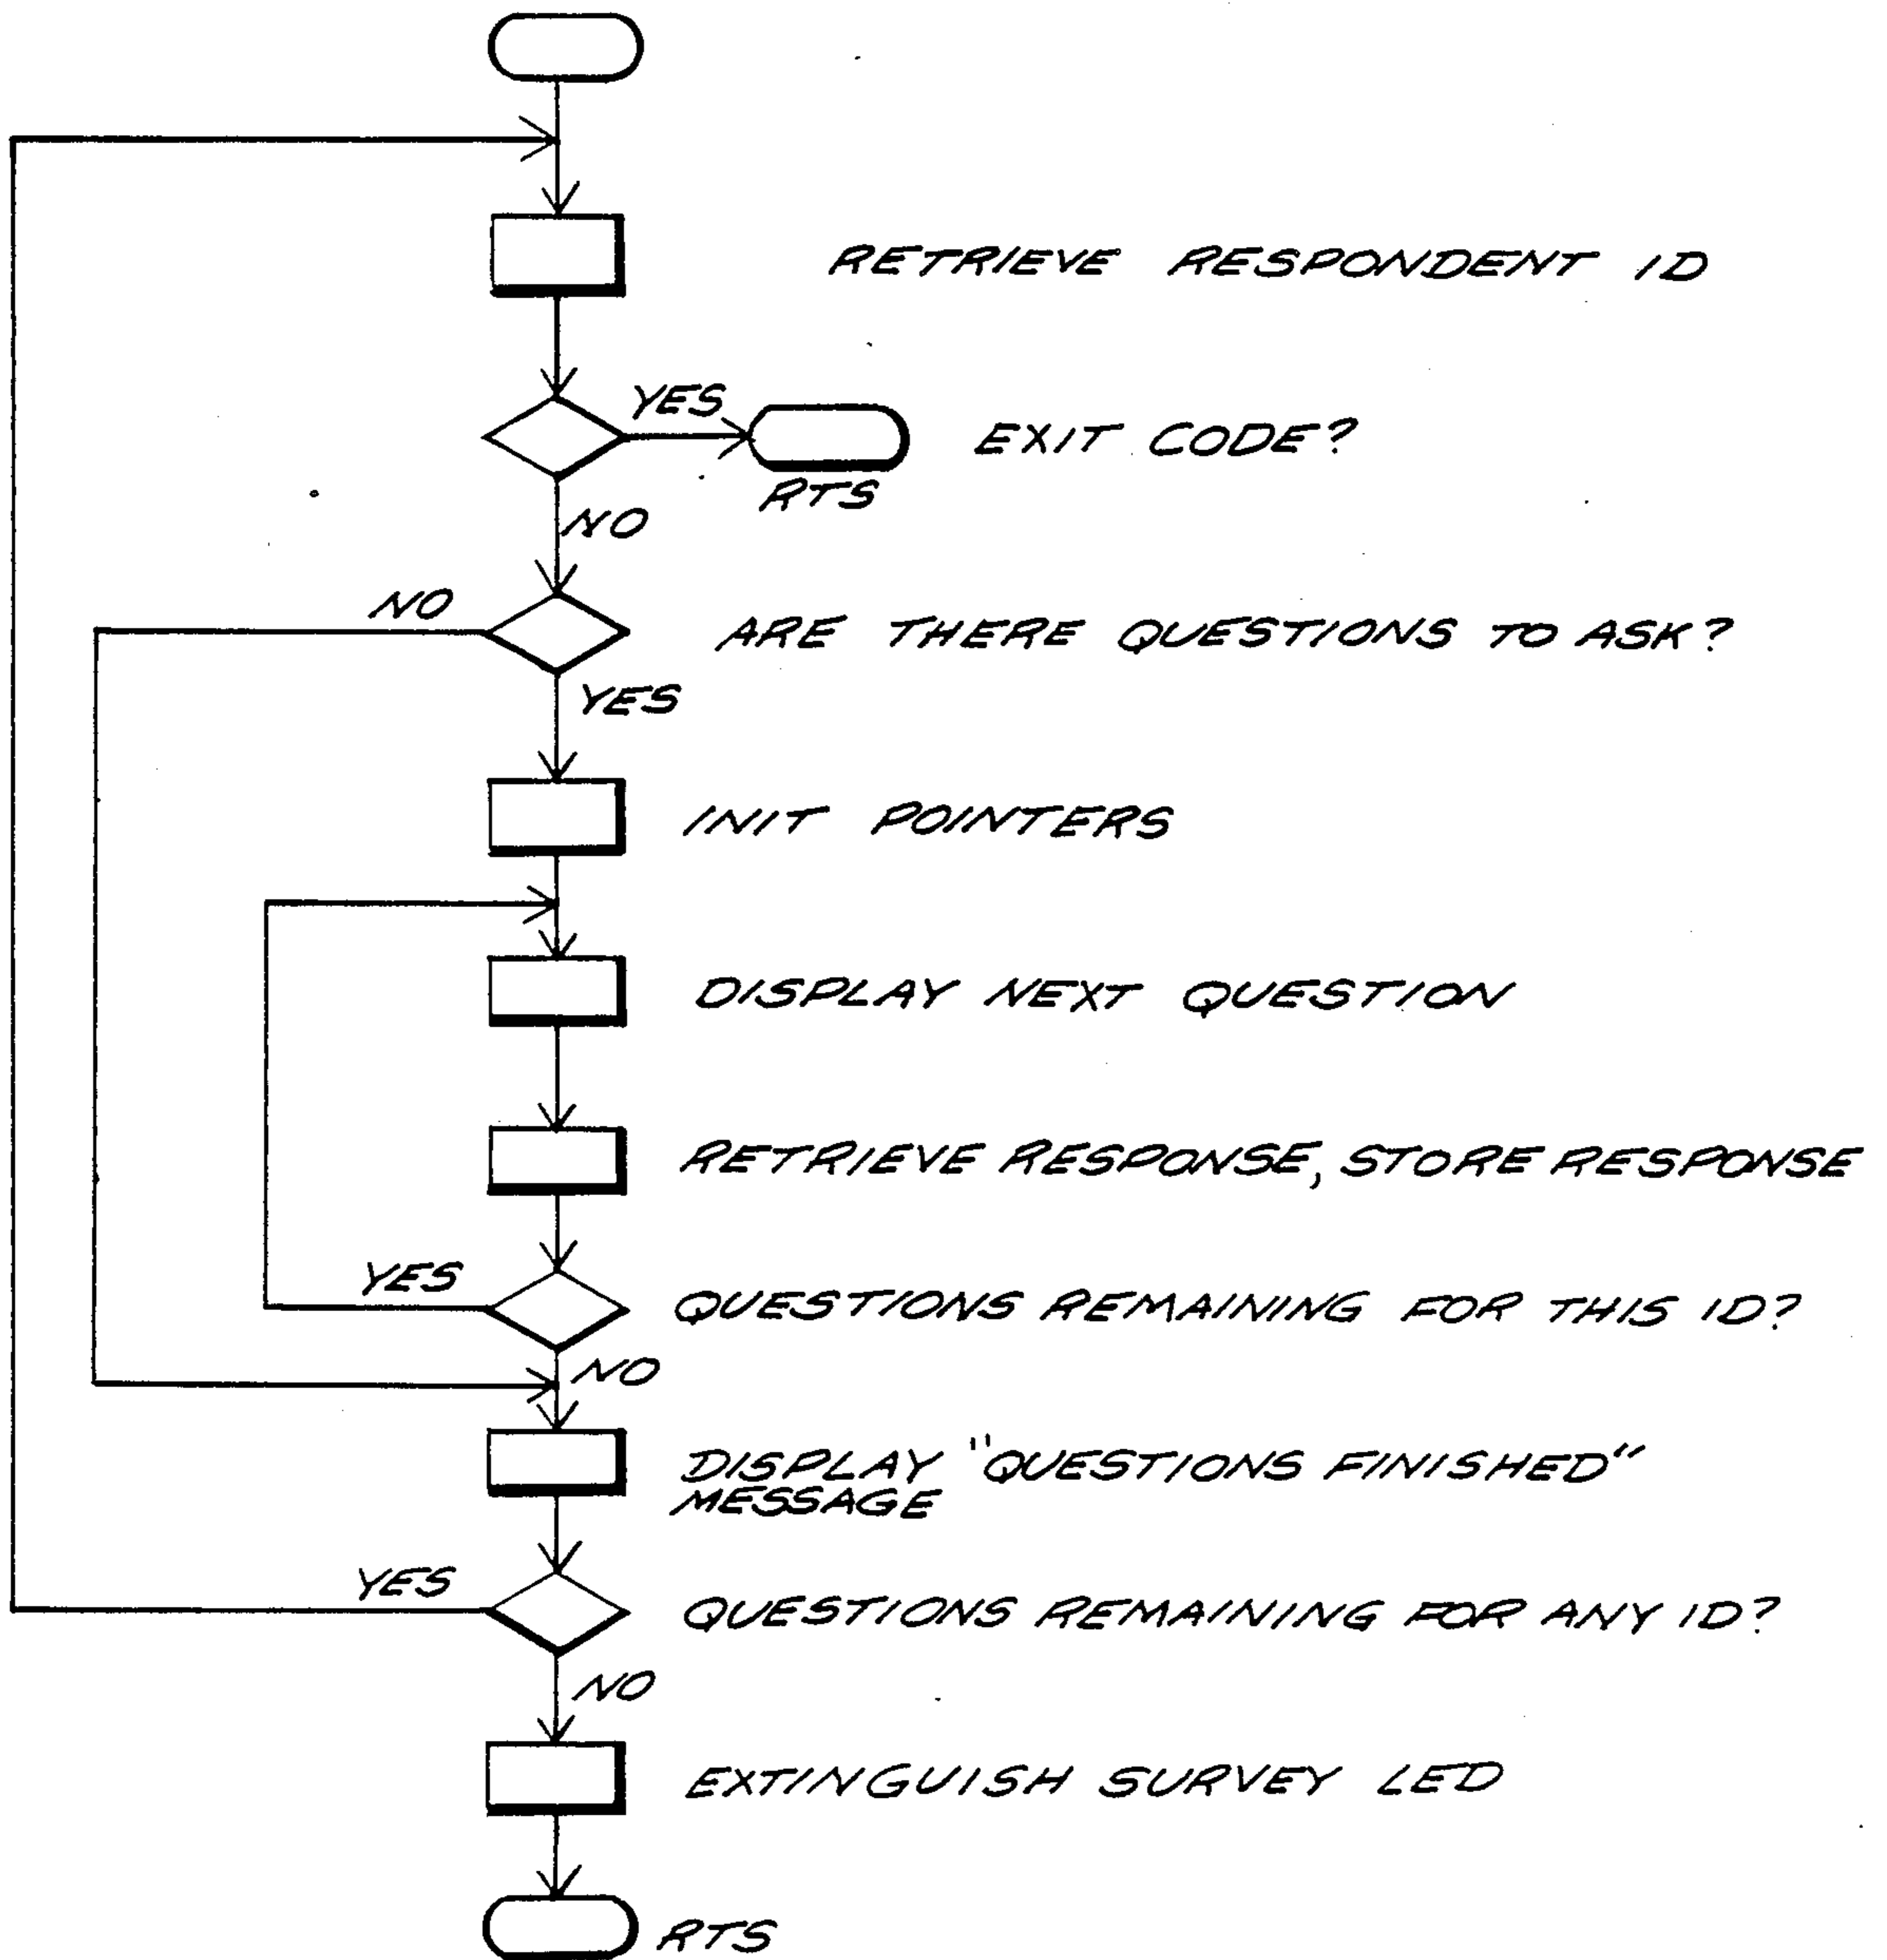 RETRIEVE RESPONDENT ID
YES
EXIT CODE?
RTS
NO
NO
ARE THERE QUESTIONS TO ASK?
YES
INIT POINTERS
DISPLAY NEXT QUESTION
RETRIEVE RESPONSE, STORE RESPONSE
YES
QUESTIONS REMAINING FOR THIS ID?
NO
DISPLAY "QUESTIONS FINISHED"
MESSAGE
YES
QUESTIONS REMAINING FOR ANY ID?
NO
EXTINGUISH SURVEY LED
RTS